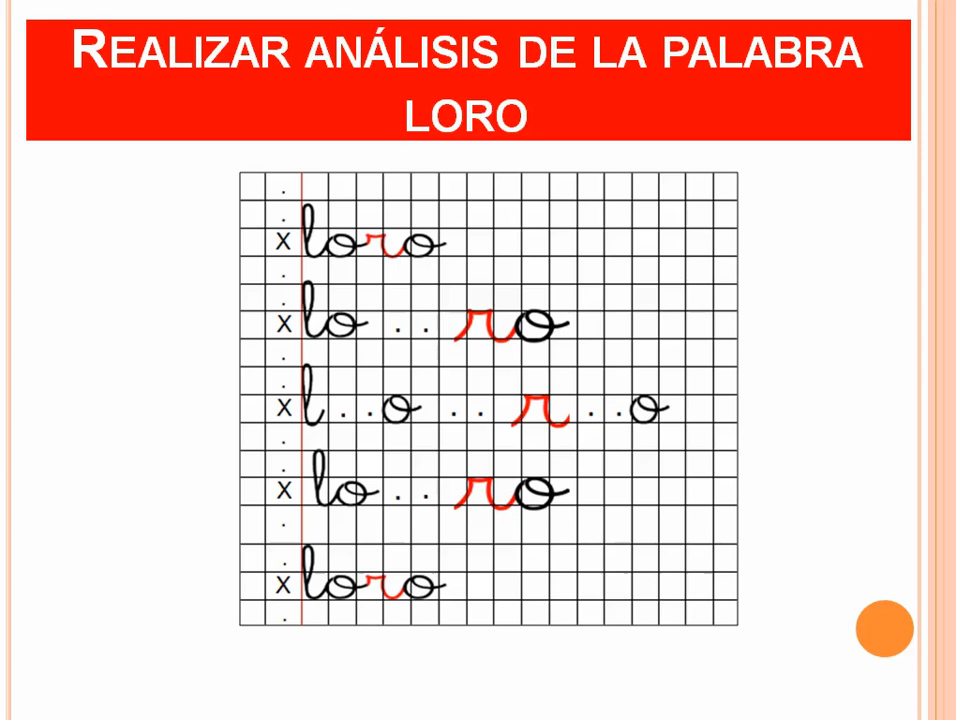 REALIZAR ANÁLISIS DE LA PALABRA
LORO
.
.
X loro
.
.
X lo . . ro
.
.
X l . . o . . r . . o
.
.
X lo . . ro
.
.
X loro
.